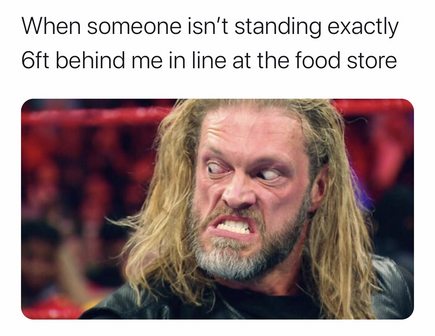 When someone isn’t standing exactly
6ft behind me in line at the food store